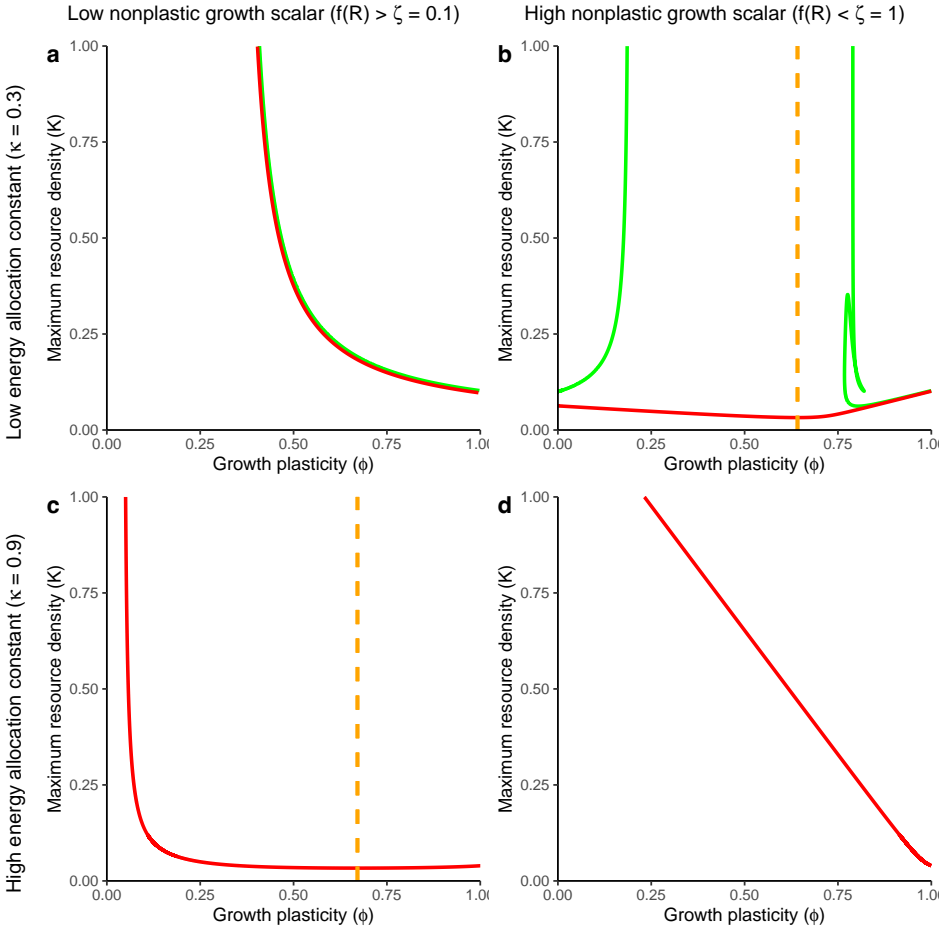 Low nonplastic growth scalar (f(R) > ζ = 0.1)
High nonplastic growth scalar (f(R) < ζ = 1)
Low energy allocation constant (κ = 0.3)
a
Maximum resource density (K)
1.00
0.75
0.50
0.25
0.00
0.00
0.25
0.50
0.75
1.00
Growth plasticity (ϕ)
b
Maximum resource density (K)
1.00
0.75
0.50
0.25
0.00
0.00
0.25
0.50
0.75
1.00
Growth plasticity (ϕ)
High energy allocation constant (κ = 0.9)
c
Maximum resource density (K)
1.00
0.75
0.50
0.25
0.00
0.00
0.25
0.50
0.75
1.00
Growth plasticity (ϕ)
d
Maximum resource density (K)
1.00
0.75
0.50
0.25
0.00
0.00
0.25
0.50
0.75
1.00
Growth plasticity (ϕ)